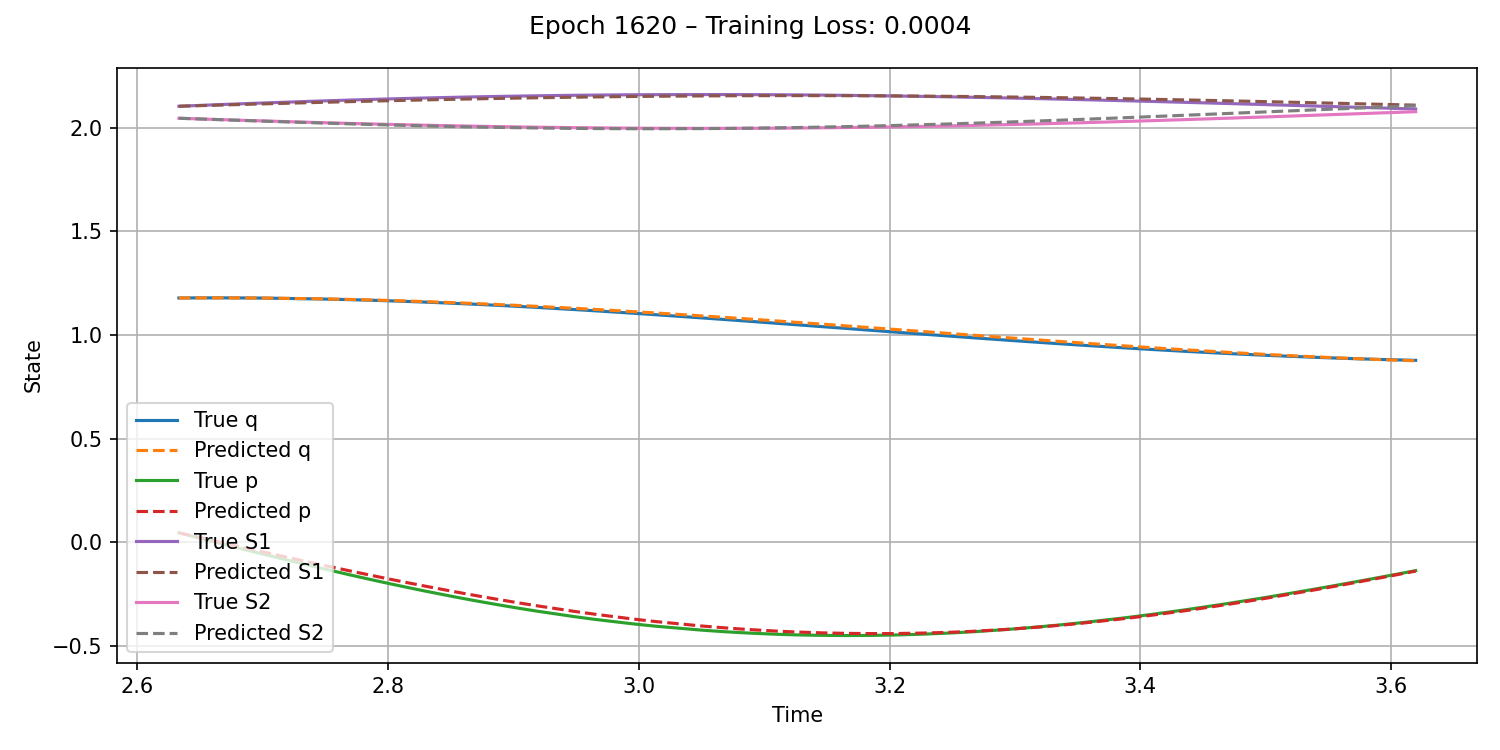 Epoch 1620 – Training Loss: 0.0004
State
2.0
1.5
1.0
0.5
0.0
−0.5
True q
Predicted q
True p
Predicted p
True S1
Predicted S1
True S2
Predicted S2
2.6 2.8 3.0 3.2 3.4 3.6
Time